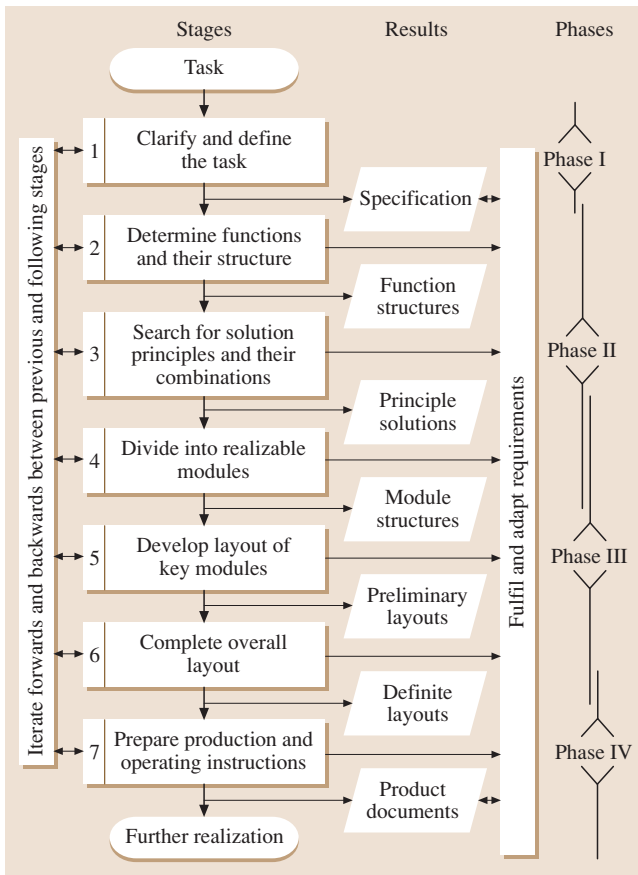 Stages Results Phases
Task
1 Clarify and define
the task
Phase I
Specification
2 Determine functions
and their structure
Function
structures
3 Search for solution
principles and their
combinations
Phase II
Principle
solutions
4 Divide into realizable
modules
Module
structures
5 Develop layout of
key modules
Phase III
Preliminary
layouts
6 Complete overall
layout
Definite
layouts
7 Prepare production and
operating instructions
Phase IV
Product
documents
Further realization
Iterate forwards and backwards between previous and following stages
Fulfil and adapt requirements